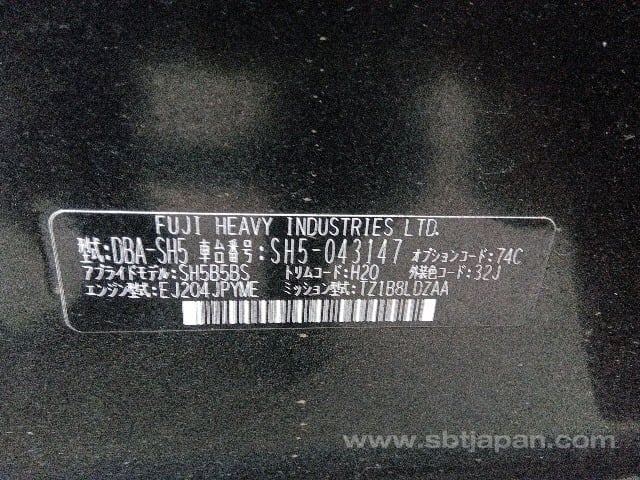 FUJI HEAVY INDUSTRIES LTD.
型式:DBA-SH5 車台番号:SH5-043147 オプションコード:74C
アプライドモデル:SH5B5BS トリムコード:H20 外装色コード:32J
エンジン型式:EJ204JPYME ミッション型式:TZ1B8LDZAA
www.sbtjapan.com